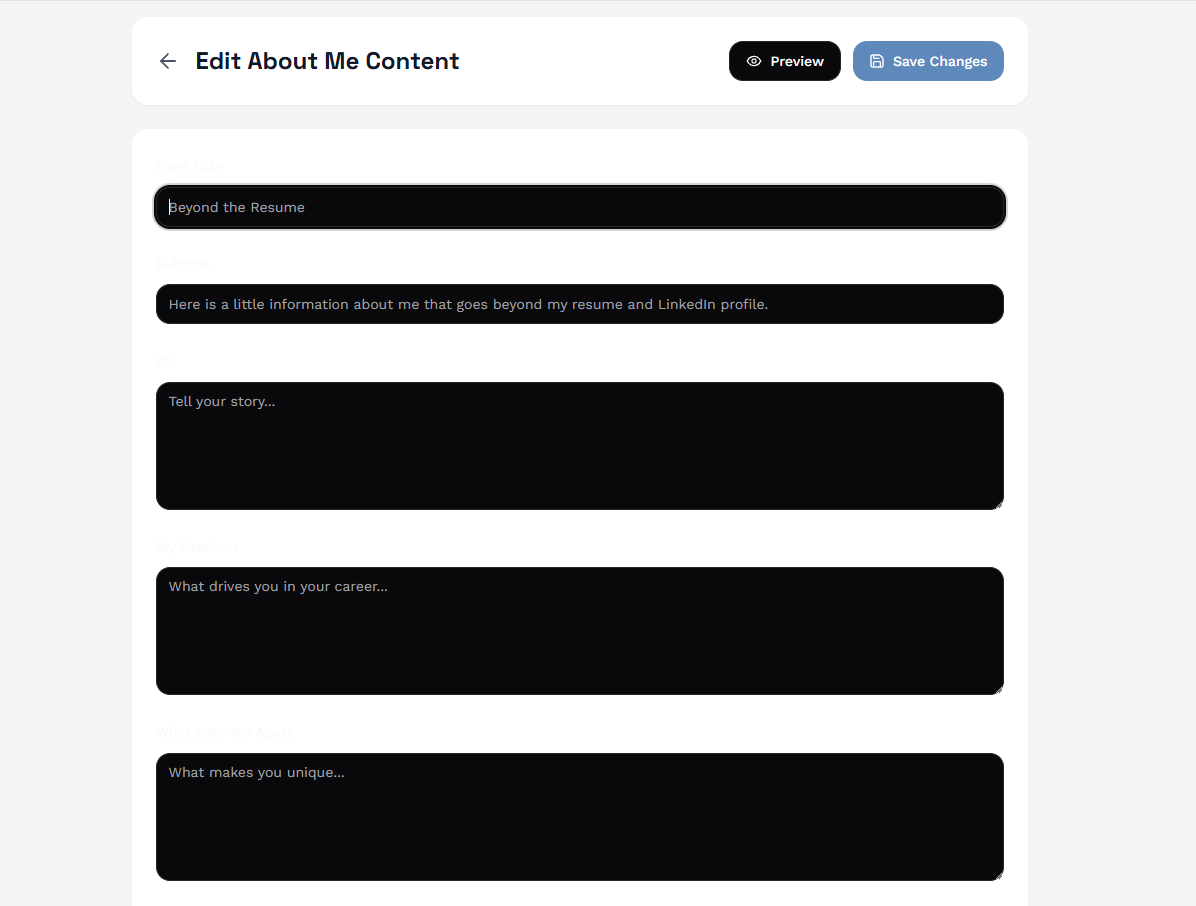 Edit About Me Content
Preview
Save Changes
Page Title
Beyond the Resume
Subtitle
Here is a little information about me that goes beyond my resume and LinkedIn profile.
Bio
Tell your story...
My Passions
What drives you in your career...
What Sets Me Apart
What makes you unique...